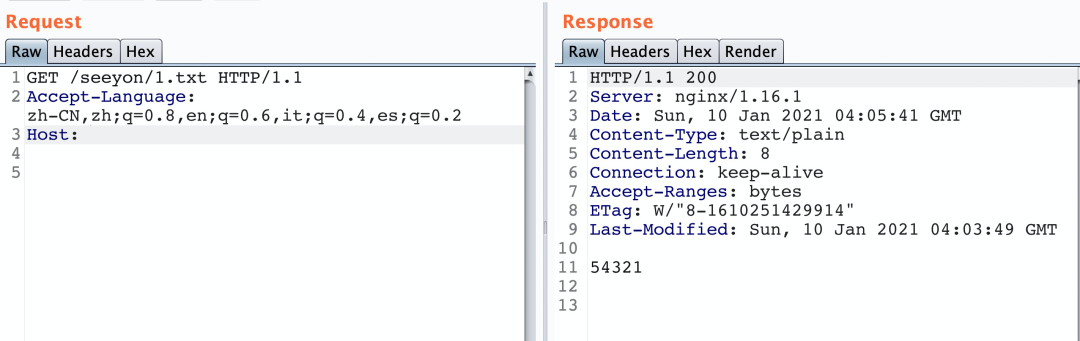 Request
Raw Headers Hex
1 GET /seeyon/1.txt HTTP/1.1
2 Accept-Language:
zh-CN,zh;q=0.8,en;q=0.6,it;q=0.4,es;q=0.2
3 Host:
4
5
Response
Raw Headers Hex Render
1 HTTP/1.1 200
2 Server: nginx/1.16.1
3 Date: Sun, 10 Jan 2021 04:05:41 GMT
4 Content-Type: text/plain
5 Content-Length: 8
6 Connection: keep-alive
7 Accept-Ranges: bytes
8 ETag: W/"8-1610251429914"
9 Last-Modified: Sun, 10 Jan 2021 04:03:49 GMT
10
11 54321
12
13